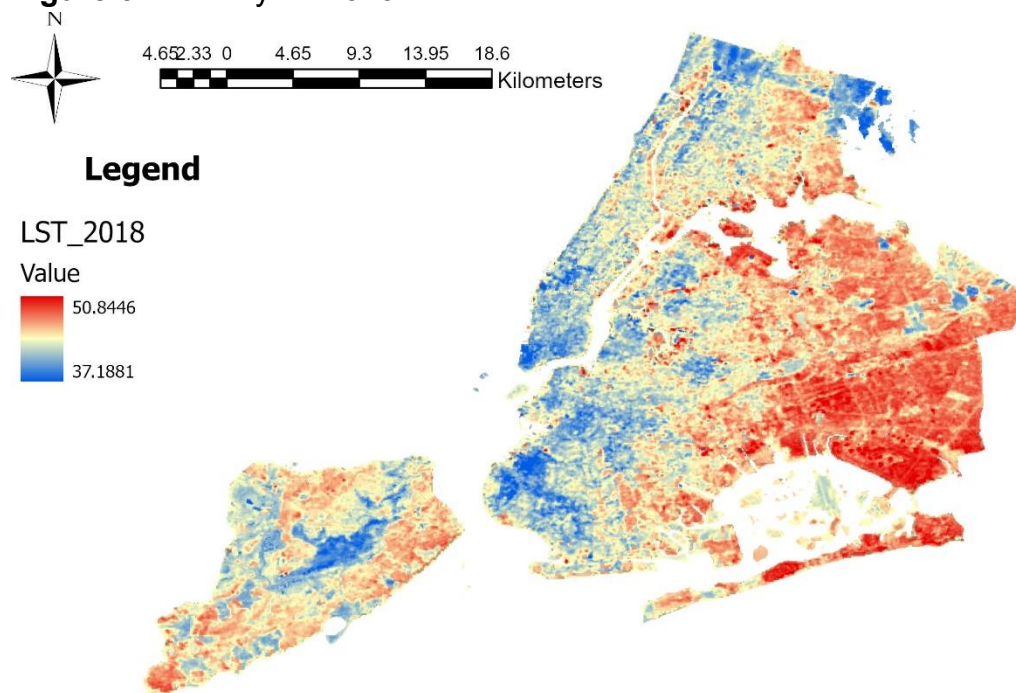 N
4.65 2.33 0 4.65 9.3 13.95 18.6
Kilometers
Legend
LST_2018
Value
50.8446
37.1881